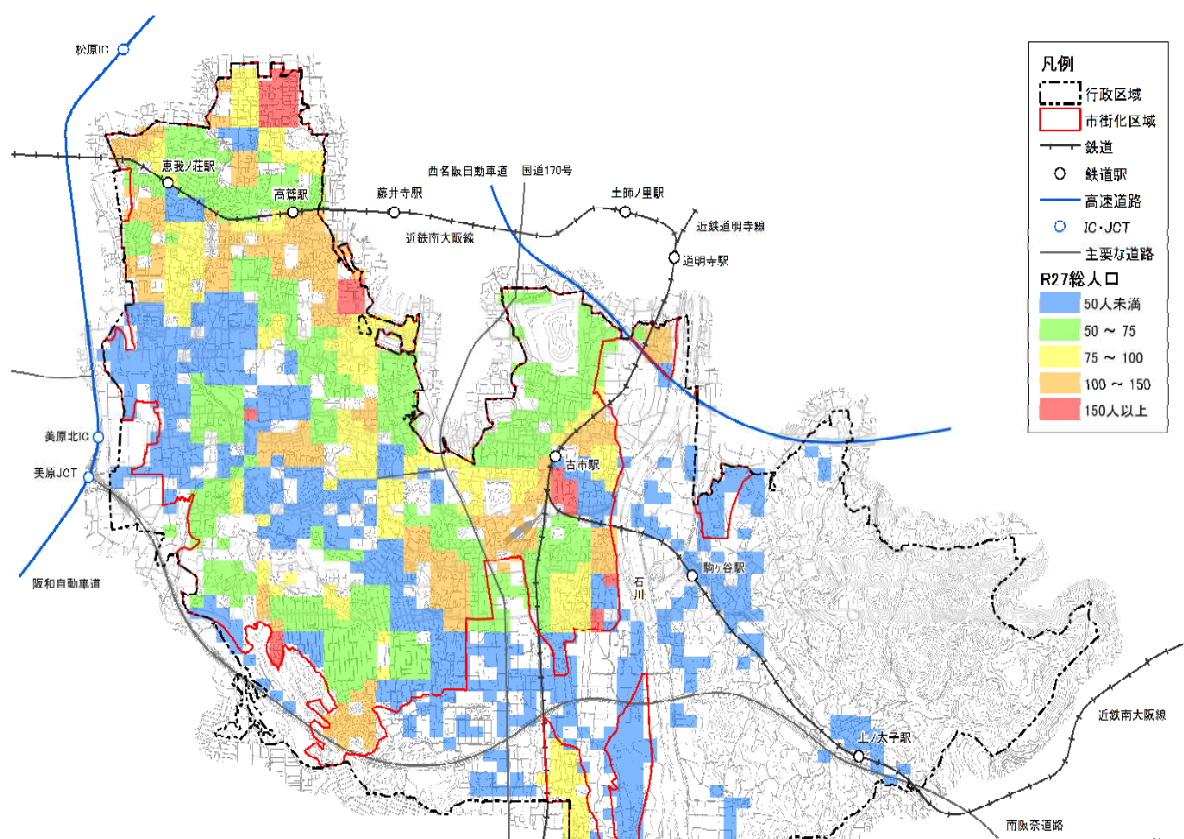 松原IC
恵我ノ荘駅
高鷲駅
藤井寺駅
西名阪自動車道
国道170号
土師ノ里駅
近鉄南大阪線
近鉄道明寺線
道明寺駅
美原北IC
美原JCT
古市駅
阪和自動車道
石川
駒ヶ谷駅
上ノ太子駅
近鉄南大阪線
南阪奈道路
凡例
行政区域
市街化区域
鉄道
鉄道駅
高速道路
IC・JCT
主要な道路
R27総人口
50人未満
50 ～ 75
75 ～ 100
100 ～ 150
150人以上